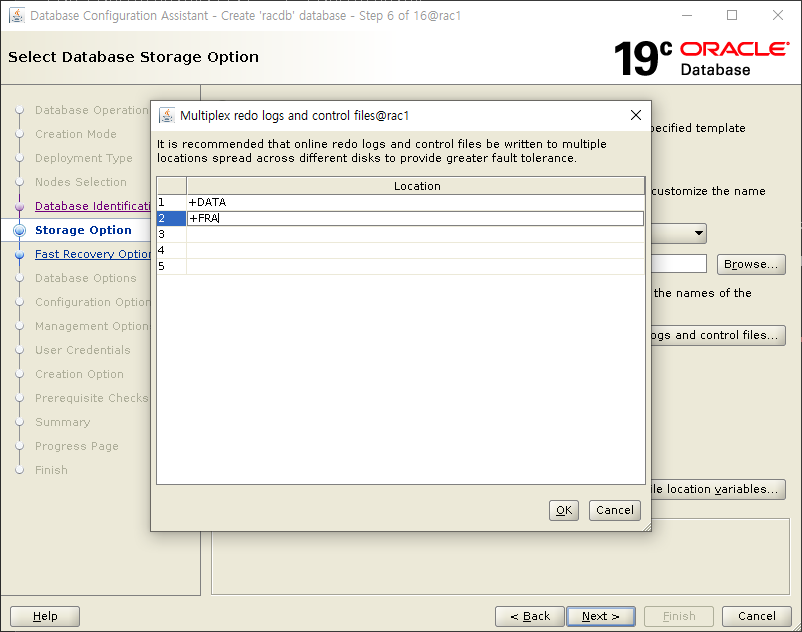 Database Configuration Assistant - Create 'racdb' database - Step 6 of 16@rac1
Select Database Storage Option
19c ORACLE
Database
Database Operation
Creation Mode
Deployment Type
Nodes Selection
Database Identificati
Storage Option
Fast Recovery Option
Database Options
Configuration Option
Management Option
User Credentials
Creation Option
Prerequisite Checks
Summary
Progress Page
Finish
Multiplex redo logs and control files@rac1
It is recommended that online redo logs and control files be written to multiple
locations spread across different disks to provide greater fault tolerance.
Location
1 +DATA
2 +FRA
3
4
5
OK
Cancel
pecified template
customize the name
Browse...
the names of the
ogs and control files...
ile location variables...
Help
< Back
Next >
Finish
Cancel